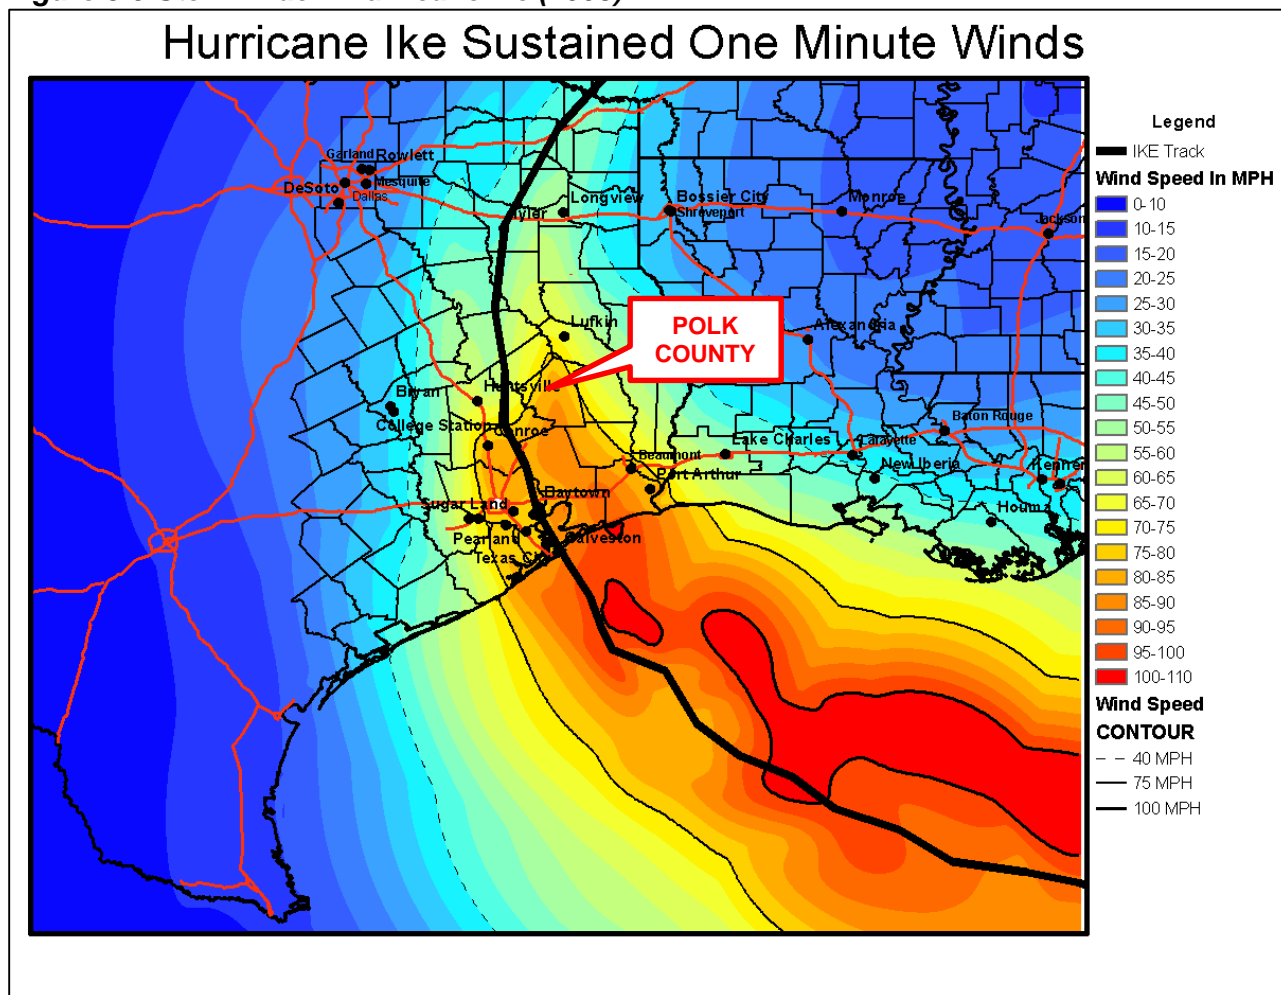 Hurricane Ike Sustained One Minute Winds
Legend
IKE Track
Wind Speed In MPH
0-10
10-15
15-20
20-25
25-30
30-35
35-40
40-45
45-50
50-55
55-60
60-65
65-70
70-75
75-80
80-85
85-90
90-95
95-100
100-110
Wind Speed
CONTOUR
40 MPH
75 MPH
100 MPH
Garland
Rowlett
DeSoto
Mesquite
Dallas
Tyler
Longview
Bossier City
Shreveport
Monroe
Jackson
Lufkin
POLK
COUNTY
Alexandria
Huntsville
Bryan
College Station
Conroe
Baton Rouge
Lake Charles
Lafayette
Beaumont
New Iberia
Kenner
Port Arthur
Baytown
Sugar Land
Houma
Pearland
Galveston
Texas City